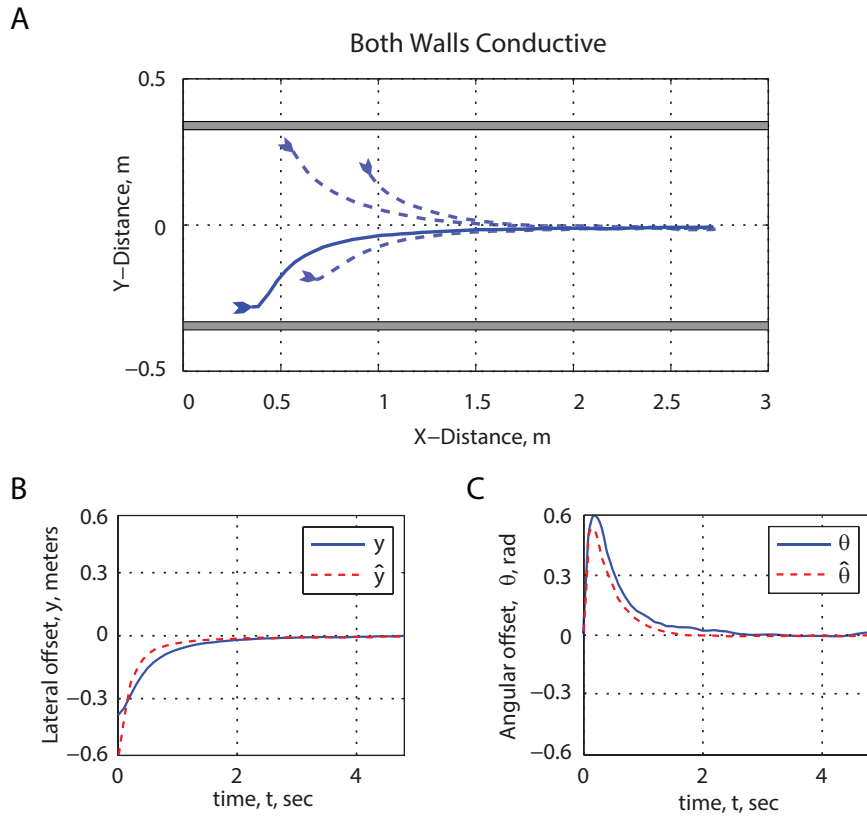 A
Both Walls Conductive
0.5
0
−0.5
Y−Distance, m
0 0.5 1 1.5 2 2.5 3
X−Distance, m
B
0.6
0.3
0
−0.3
−0.6
Lateral offset, y, meters
y
ŷ
0 2 4
time, t, sec
C
0.6
0.3
0
−0.3
−0.6
Angular offset, θ, rad
θ
θ̂
0 2 4
time, t, sec